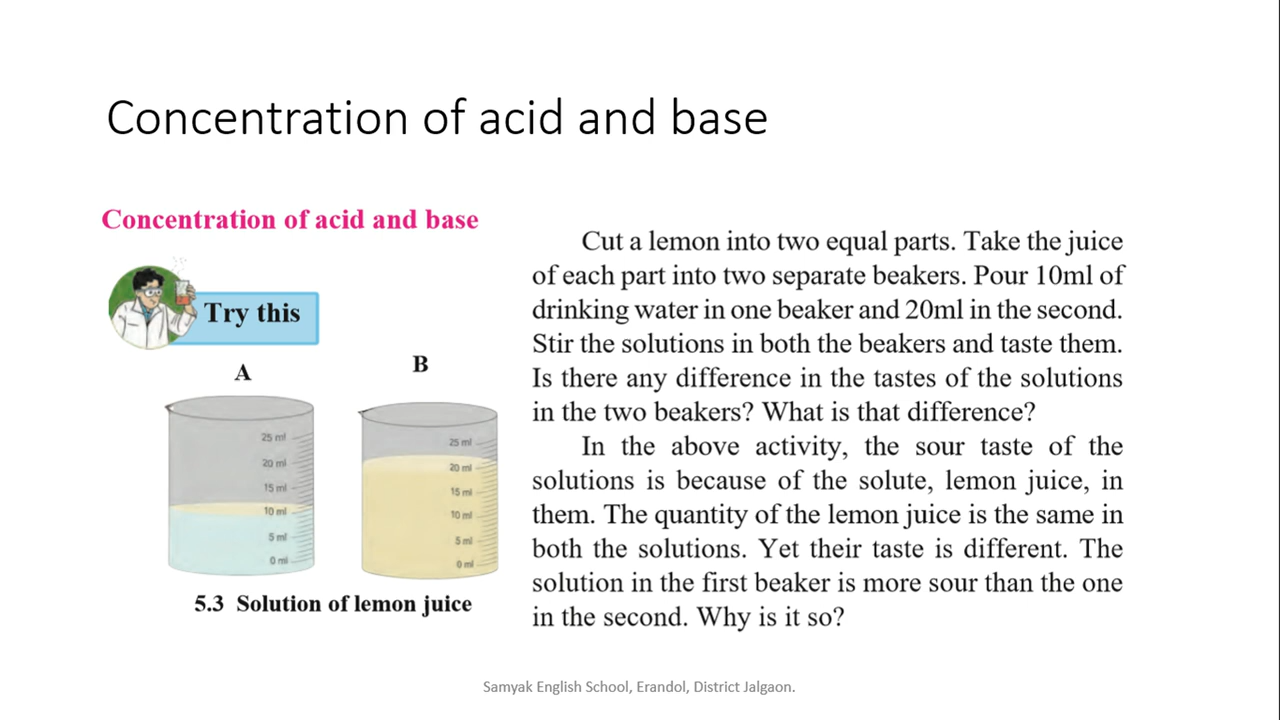 Concentration of acid and base
Concentration of acid and base
Try this
A
B
25 ml
20 ml
15 ml
10 ml
5 ml
0 ml
25 ml
20 ml
15 ml
10 ml
5 ml
0 ml
5.3 Solution of lemon juice
Cut a lemon into two equal parts. Take the juice
of each part into two separate beakers. Pour 10ml of
drinking water in one beaker and 20ml in the second.
Stir the solutions in both the beakers and taste them.
Is there any difference in the tastes of the solutions
in the two beakers? What is that difference?
In the above activity, the sour taste of the
solutions is because of the solute, lemon juice, in
them. The quantity of the lemon juice is the same in
both the solutions. Yet their taste is different. The
solution in the first beaker is more sour than the one
in the second. Why is it so?
Samyak English School, Erandol, District Jalgaon.